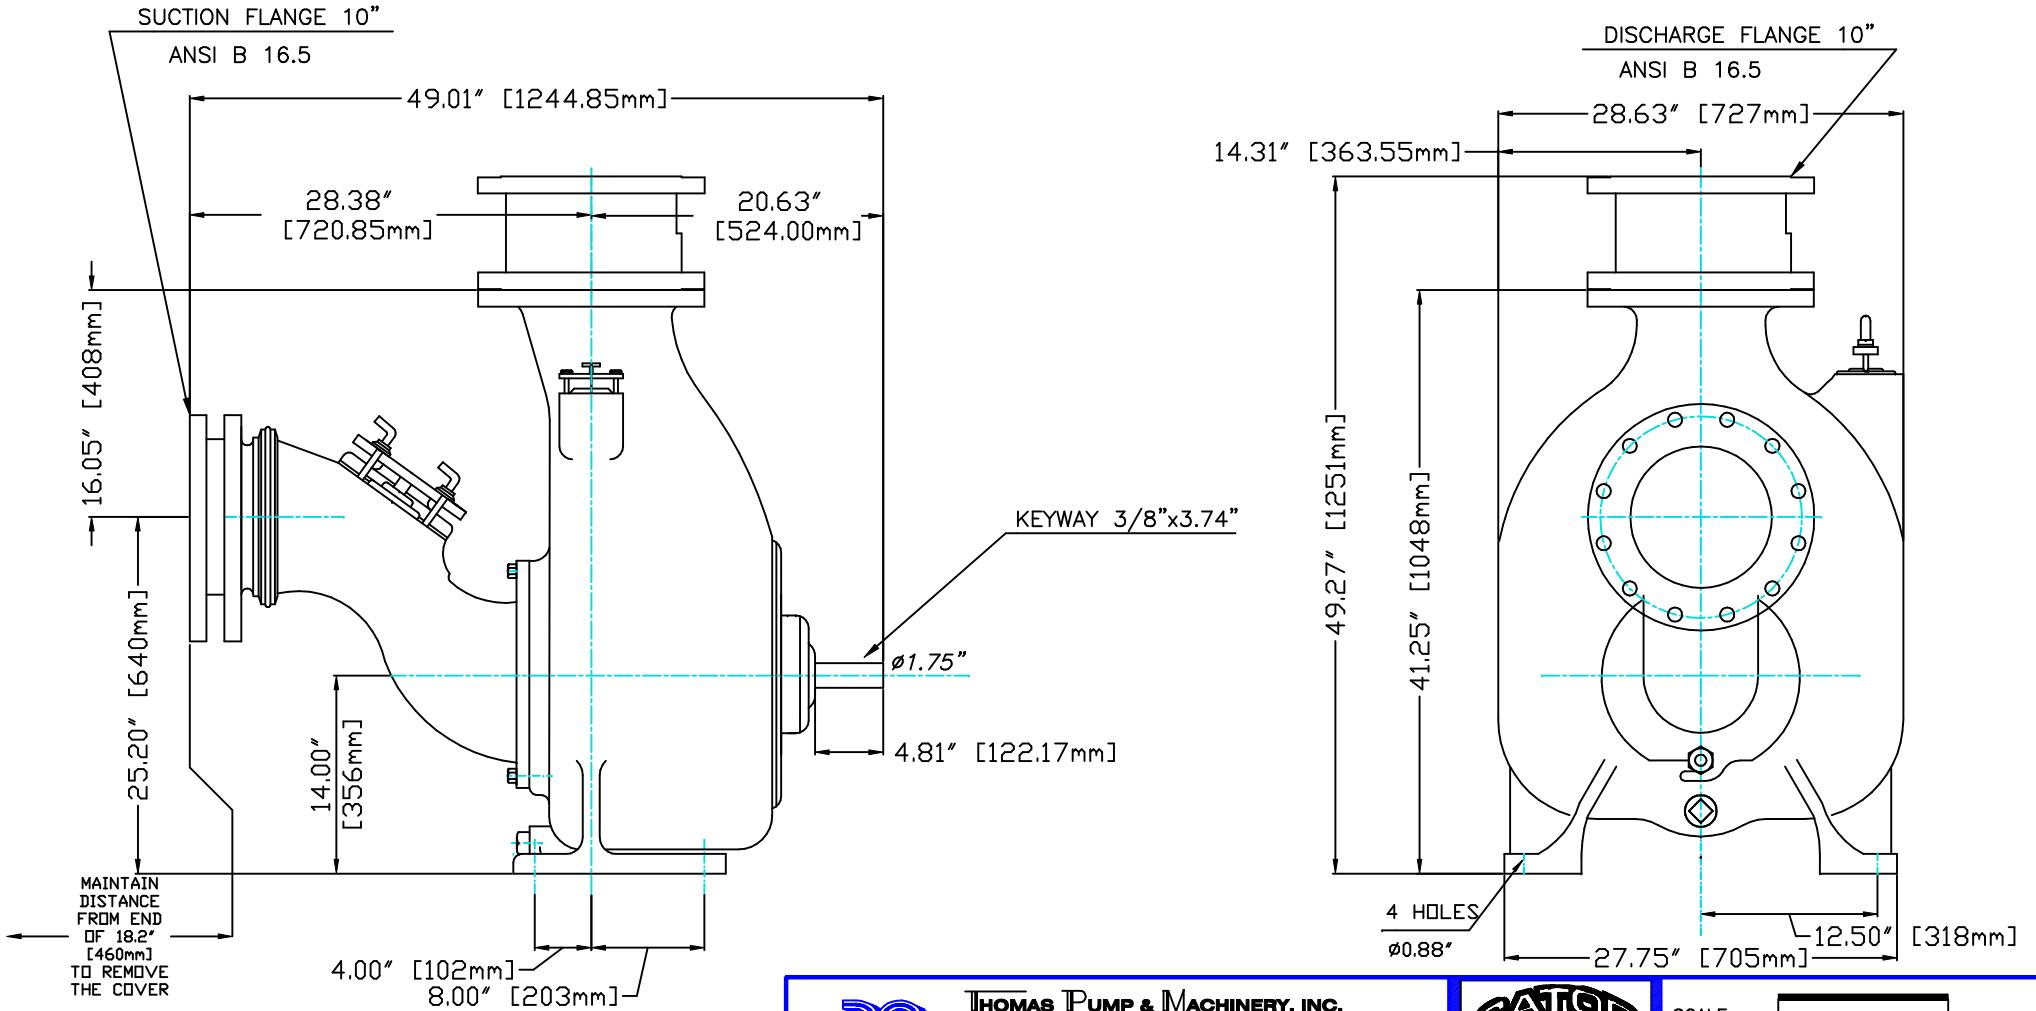 SUCTION FLANGE 10"
ANSI B 16.5
DISCHARGE FLANGE 10"
ANSI B 16.5
49.01" [1244.85mm]
28.63" [727mm]
14.31" [363.55mm]
28.38"
[720.85mm]
20.63"
[524.00mm]
16.05" [408mm]
49.27" [1251mm]
41.25" [1048mm]
KEYWAY 3/8"x3.74"
ø1.75"
25.20" [640mm]
14.00"
[356mm]
4.81" [122.17mm]
MAINTAIN
DISTANCE
FROM END
OF 18.2"
[460mm]
TO REMOVE
THE COVER
4.00" [102mm]
8.00" [203mm]
4 HOLES
ø0.88"
12.50" [318mm]
27.75" [705mm]
THOMAS PUMP & MACHINERY, INC.
GATOR
SCALE